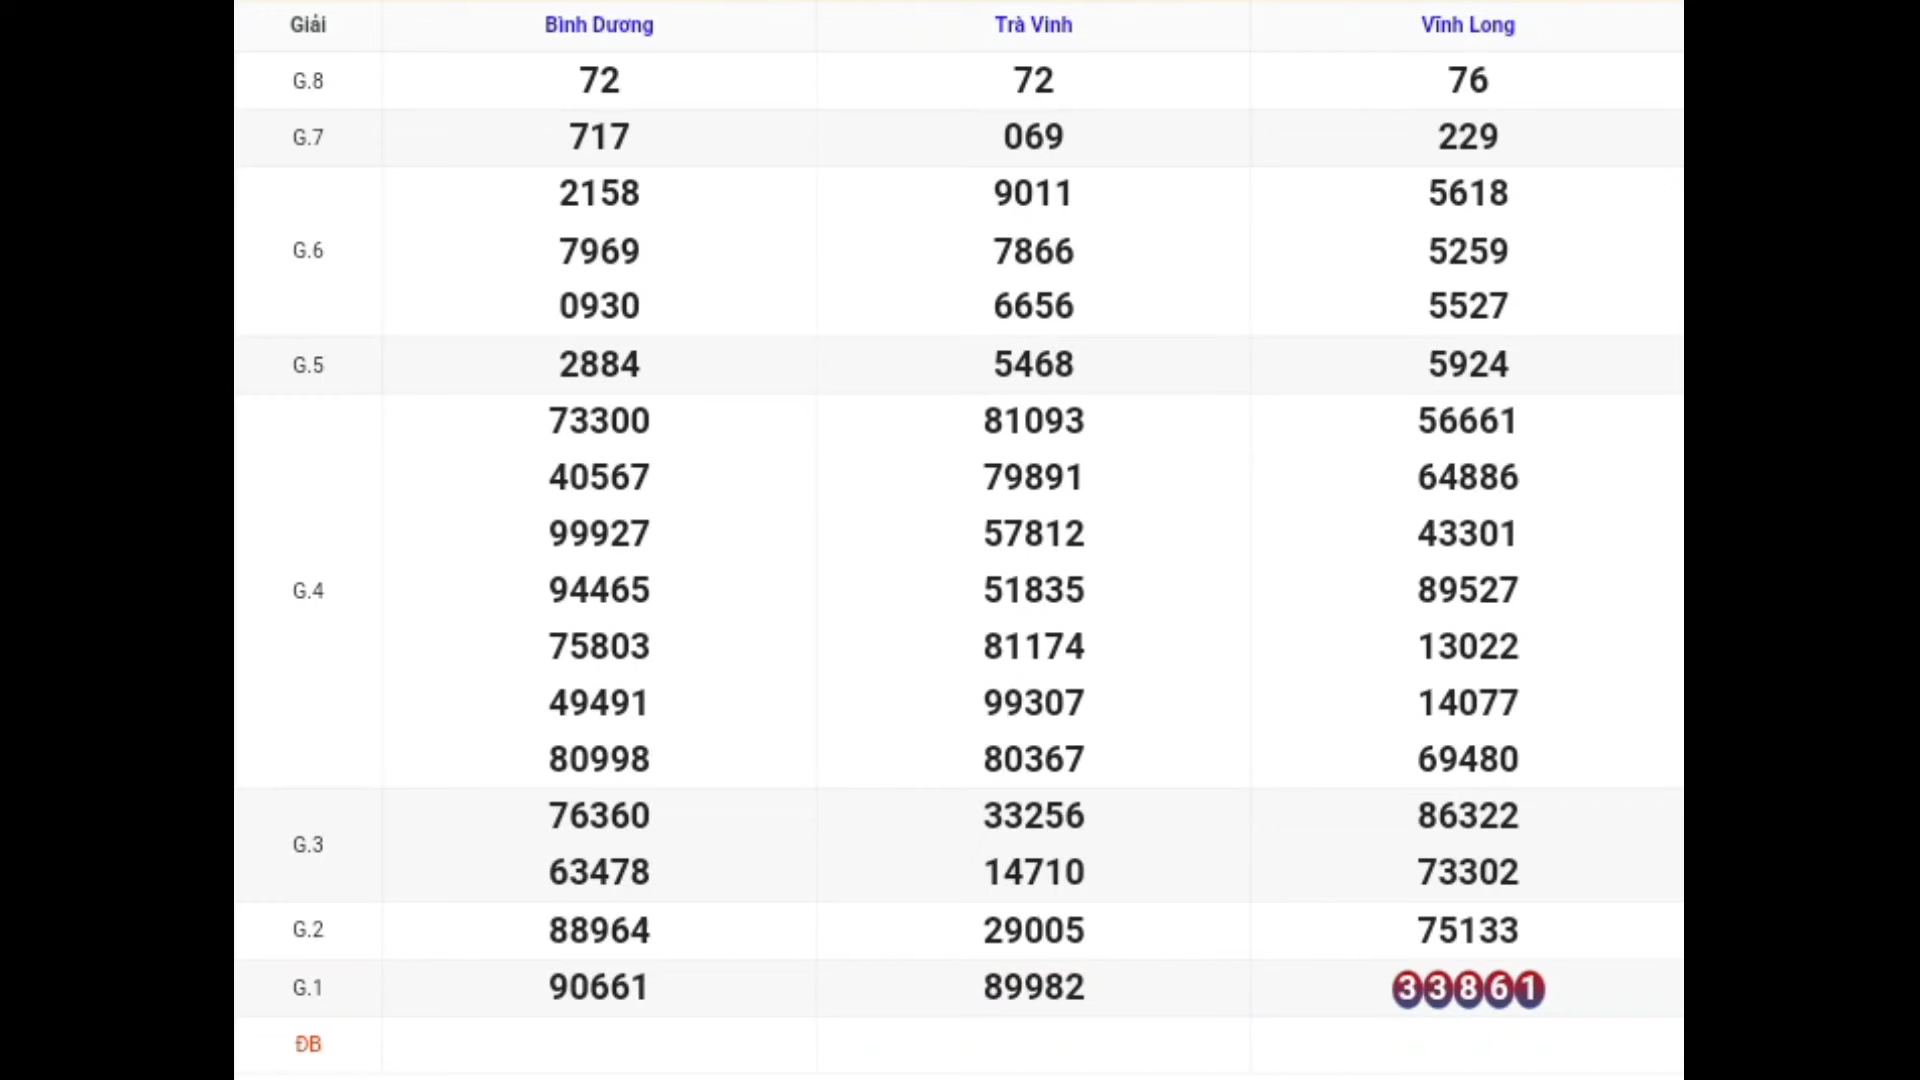 Giải Bình Dương Trà Vinh Vĩnh Long
G.8 72 72 76
G.7 717 069 229
2158 9011 5618
G.6 7969 7866 5259
0930 6656 5527
G.5 2884 5468 5924
73300 81093 56661
40567 79891 64886
99927 57812 43301
G.4 94465 51835 89527
75803 81174 13022
49491 99307 14077
80998 80367 69480
76360 33256 86322
G.3
63478 14710 73302
G.2 88964 29005 75133
G.1 90661 89982 33861
ĐB